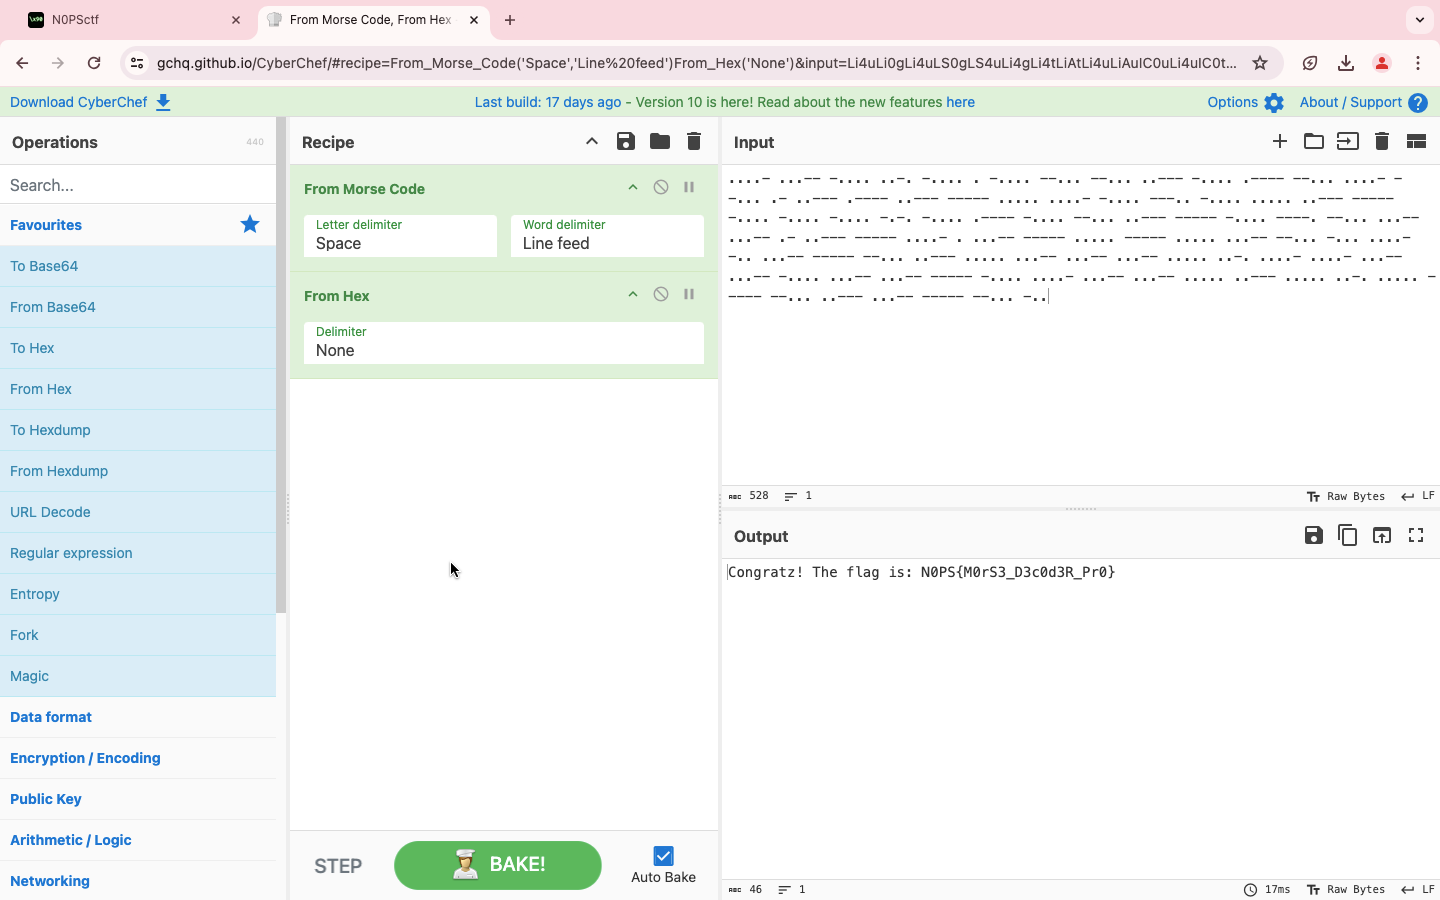 N0PSctf
From Morse Code, From Hex
gchq.github.io/CyberChef/#recipe=From_Morse_Code('Space','Line%20feed')From_Hex('None')&input=Li4uLi0gLi4uLS0gLS4uLi4gLi4tLiAtLi4uLiAuIC0uLi4uIC0t...
Download CyberChef
Last build: 17 days ago - Version 10 is here! Read about the new features here
Options
About / Support
Operations
440
Search...
Favourites
To Base64
From Base64
To Hex
From Hex
To Hexdump
From Hexdump
URL Decode
Regular expression
Entropy
Fork
Magic
Data format
Encryption / Encoding
Public Key
Arithmetic / Logic
Networking
Recipe
From Morse Code
Letter delimiter
Space
Word delimiter
Line feed
From Hex
Delimiter
None
STEP
BAKE!
Auto Bake
Input
....- ...-- -.... ..-. -.... . -.... --... --... ..--- -.... .---- --... ....- -
-... .- ..--- .---- ..--- ----- ..... ....- -.... ---.. -.... ..... ..--- -----
-.... -.... -.... -.-. -.... .---- -.... --... ..--- ----- -.... ----. --... ...--
...-- .- ..--- ----- ....- . ...-- ----- ..... ----- ..... ...-- --... -... ....-
-.. ...-- ----- --... ..--- ..... ...-- ...-- ..... ..-. ....- ....- ...--
...-- -.... ...-- ...-- ----- -.... ....- ...-- ...-- ..... ..--- ..... ..-. ..... -
---- --... ..--- ...-- ----- --... -..
528
1
Raw Bytes
LF
Output
Congratz! The flag is: N0PS{M0rS3_D3c0d3R_Pr0}
46
1
17ms
Raw Bytes
LF